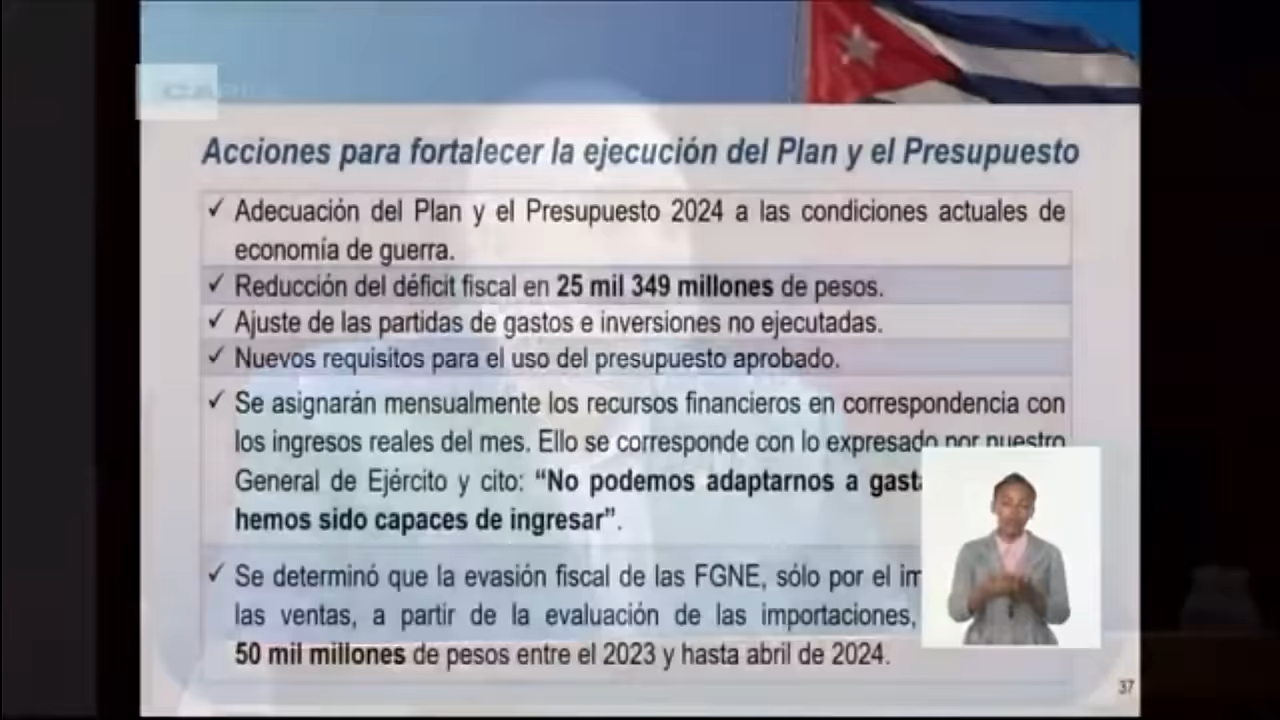 Acciones para fortalecer la ejecución del Plan y el Presupuesto
✓ Adecuación del Plan y el Presupuesto 2024 a las condiciones actuales de
economía de guerra.
✓ Reducción del déficit fiscal en 25 mil 349 millones de pesos.
✓ Ajuste de las partidas de gastos e inversiones no ejecutadas.
✓ Nuevos requisitos para el uso del presupuesto aprobado.
✓ Se asignarán mensualmente los recursos financieros en correspondencia con
los ingresos reales del mes. Ello se corresponde con lo expresado por nuestro
General de Ejército y cito: “No podemos adaptarnos a
hemos sido capaces de ingresar”.
✓ Se determinó que la evasión fiscal de las FGNE, sólo por el
las ventas, a partir de la evaluación de las importaciones,
50 mil millones de pesos entre el 2023 y hasta abril de 2024.
37